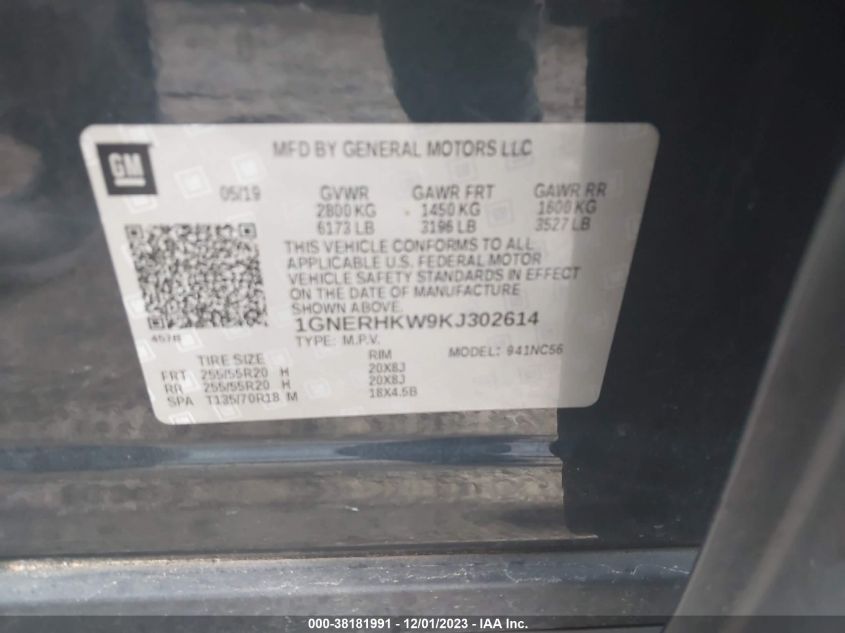 GM
MFD BY GENERAL MOTORS LLC
05/19 GVWR GAWR FRT GAWR RR
2800 KG 1450 KG 1600 KG
6173 LB 3196 LB 3527 LB
THIS VEHICLE CONFORMS TO ALL
APPLICABLE U.S. FEDERAL MOTOR
VEHICLE SAFETY STANDARDS IN EFFECT
ON THE DATE OF MANUFACTURE
SHOWN ABOVE.
1GNERHKW9KJ302614
TYPE: M.P.V. MODEL: 941NC56
TIRE SIZE RIM
FRT 255/55R20 H 20X8J
RR 255/55R20 H 20X8J
SPA T135/70R18 M 18X4.5B
000-38181991 - 12/01/2023 - IAA Inc.